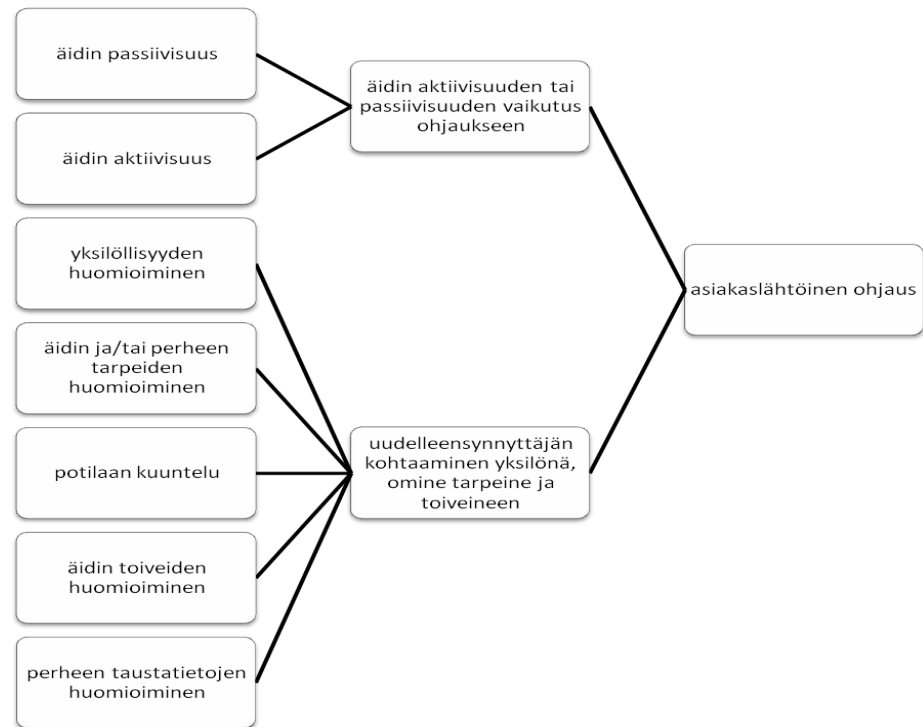 äidin passiivisuus
äidin aktiivisuus
yksilöllisyyden
huomioiminen
äidin ja/tai perheen
tarpeiden
huomioiminen
potilaan kuuntelu
äidin toiveiden
huomioiminen
perheen taustatietojen
huomioiminen
äidin aktiivisuuden tai
passiivisuuden vaikutus
ohjaukseen
uudelleensynnyttäjän
kohtaaminen yksilönä,
omine tarpeine ja
toiveineen
asiakaslähtöinen ohjaus